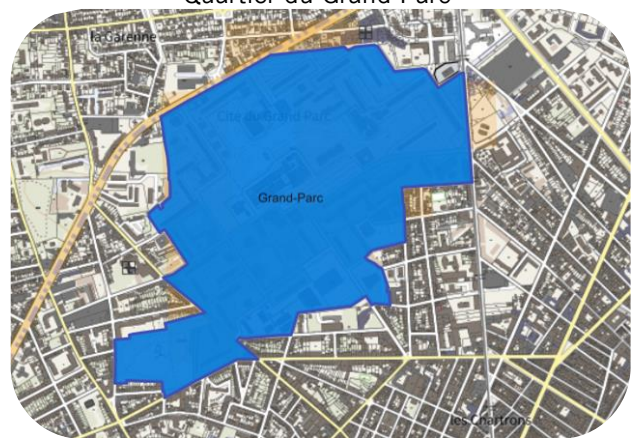 Quartier du Grand Parc
la Garenne
Cité du Grand Parc
Grand-Parc
les Chartrons